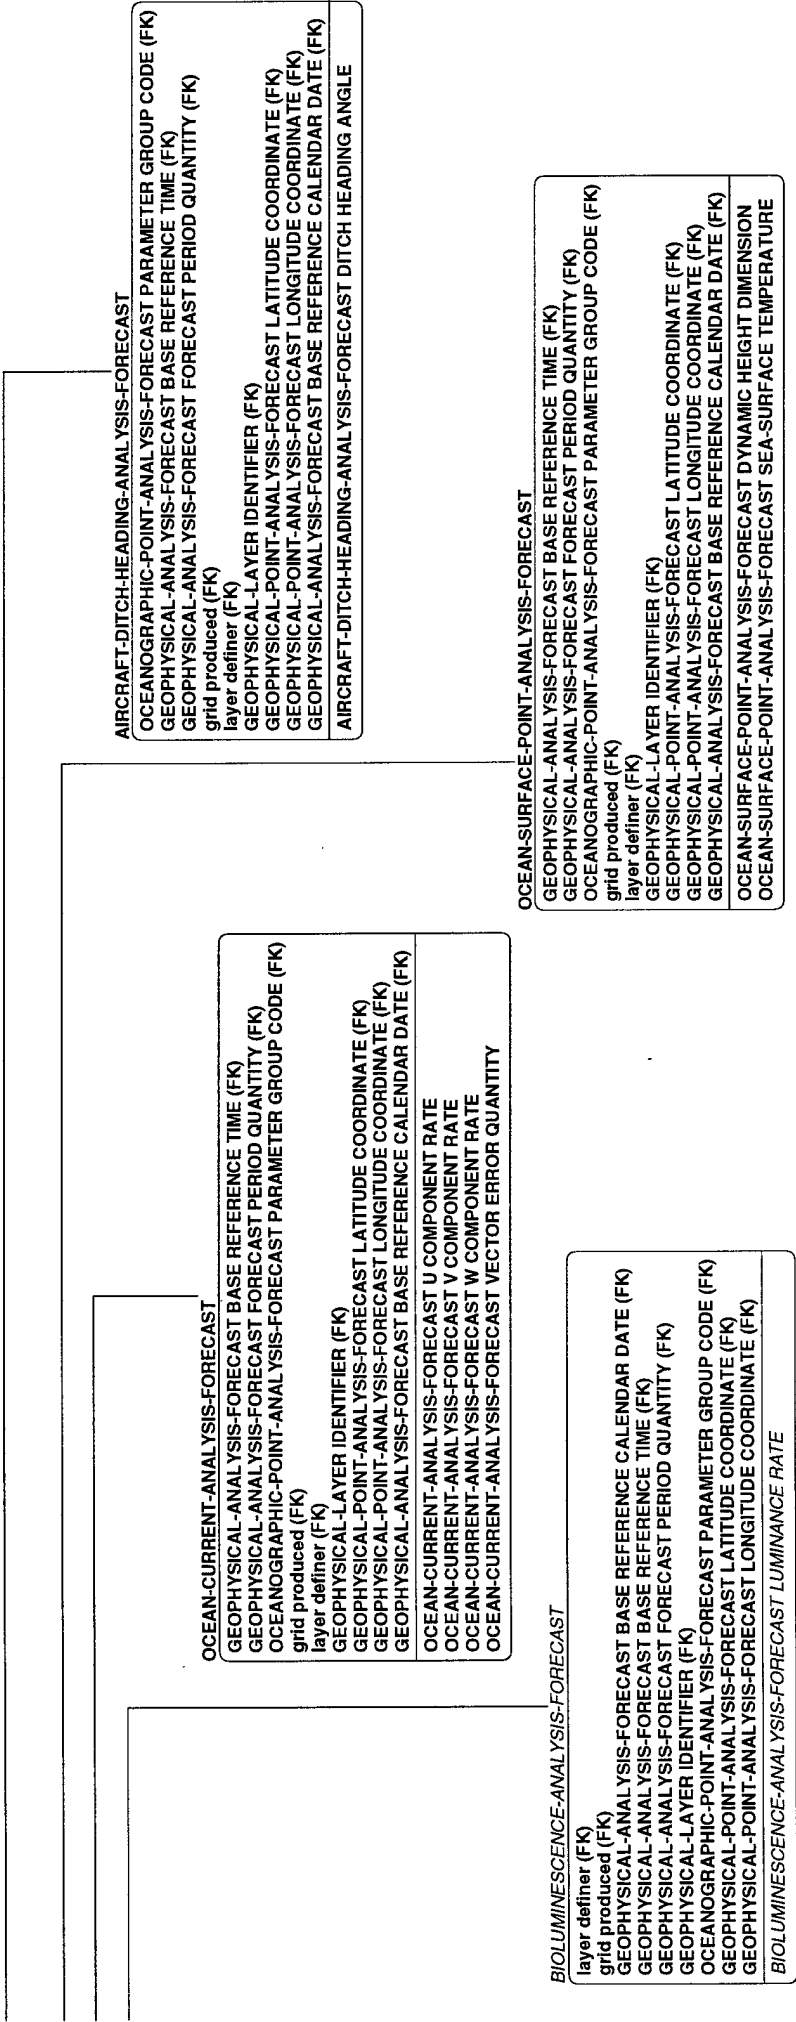 AIRCRAFT-DITCH-HEADING-ANALYSIS-FORECAST
OCEANOGRAPHIC-POINT-ANALYSIS-FORECAST PARAMETER GROUP CODE (FK)
GEOPHYSICAL-ANALYSIS-FORECAST BASE REFERENCE TIME (FK)
GEOPHYSICAL-ANALYSIS-FORECAST FORECAST PERIOD QUANTITY (FK)
grid produced (FK)
layer definer (FK)
GEOPHYSICAL-LAYER IDENTIFIER (FK)
GEOPHYSICAL-POINT-ANALYSIS-FORECAST LATITUDE COORDINATE (FK)
GEOPHYSICAL-POINT-ANALYSIS-FORECAST LONGITUDE COORDINATE (FK)
GEOPHYSICAL-ANALYSIS-FORECAST BASE REFERENCE CALENDAR DATE (FK)
AIRCRAFT-DITCH-HEADING-ANALYSIS-FORECAST DITCH HEADING ANGLE
OCEAN-CURRENT-ANALYSIS-FORECAST
GEOPHYSICAL-ANALYSIS-FORECAST BASE REFERENCE TIME (FK)
GEOPHYSICAL-ANALYSIS-FORECAST FORECAST PERIOD QUANTITY (FK)
OCEANOGRAPHIC-POINT-ANALYSIS-FORECAST PARAMETER GROUP CODE (FK)
grid produced (FK)
layer definer (FK)
GEOPHYSICAL-LAYER IDENTIFIER (FK)
GEOPHYSICAL-POINT-ANALYSIS-FORECAST LATITUDE COORDINATE (FK)
GEOPHYSICAL-POINT-ANALYSIS-FORECAST LONGITUDE COORDINATE (FK)
GEOPHYSICAL-ANALYSIS-FORECAST BASE REFERENCE CALENDAR DATE (FK)
OCEAN-CURRENT-ANALYSIS-FORECAST U COMPONENT RATE
OCEAN-CURRENT-ANALYSIS-FORECAST V COMPONENT RATE
OCEAN-CURRENT-ANALYSIS-FORECAST W COMPONENT RATE
OCEAN-CURRENT-ANALYSIS-FORECAST VECTOR ERROR QUANTITY
OCEAN-SURFACE-POINT-ANALYSIS-FORECAST
GEOPHYSICAL-ANALYSIS-FORECAST BASE REFERENCE TIME (FK)
GEOPHYSICAL-ANALYSIS-FORECAST FORECAST PERIOD QUANTITY (FK)
OCEANOGRAPHIC-POINT-ANALYSIS-FORECAST PARAMETER GROUP CODE (FK)
grid produced (FK)
layer definer (FK)
GEOPHYSICAL-LAYER IDENTIFIER (FK)
GEOPHYSICAL-POINT-ANALYSIS-FORECAST LATITUDE COORDINATE (FK)
GEOPHYSICAL-POINT-ANALYSIS-FORECAST LONGITUDE COORDINATE (FK)
GEOPHYSICAL-ANALYSIS-FORECAST BASE REFERENCE CALENDAR DATE (FK)
OCEAN-SURFACE-POINT-ANALYSIS-FORECAST DYNAMIC HEIGHT DIMENSION
OCEAN-SURFACE-POINT-ANALYSIS-FORECAST SEA-SURFACE TEMPERATURE
BIOLUMINESCENCE-ANALYSIS-FORECAST
layer definer (FK)
grid produced (FK)
GEOPHYSICAL-ANALYSIS-FORECAST BASE REFERENCE CALENDAR DATE (FK)
GEOPHYSICAL-ANALYSIS-FORECAST BASE REFERENCE TIME (FK)
GEOPHYSICAL-ANALYSIS-FORECAST FORECAST PERIOD QUANTITY (FK)
GEOPHYSICAL-LAYER IDENTIFIER (FK)
OCEANOGRAPHIC-POINT-ANALYSIS-FORECAST PARAMETER GROUP CODE (FK)
GEOPHYSICAL-POINT-ANALYSIS-FORECAST LATITUDE COORDINATE (FK)
GEOPHYSICAL-POINT-ANALYSIS-FORECAST LONGITUDE COORDINATE (FK)
BIOLUMINESCENCE-ANALYSIS-FORECAST LUMINANCE RATE